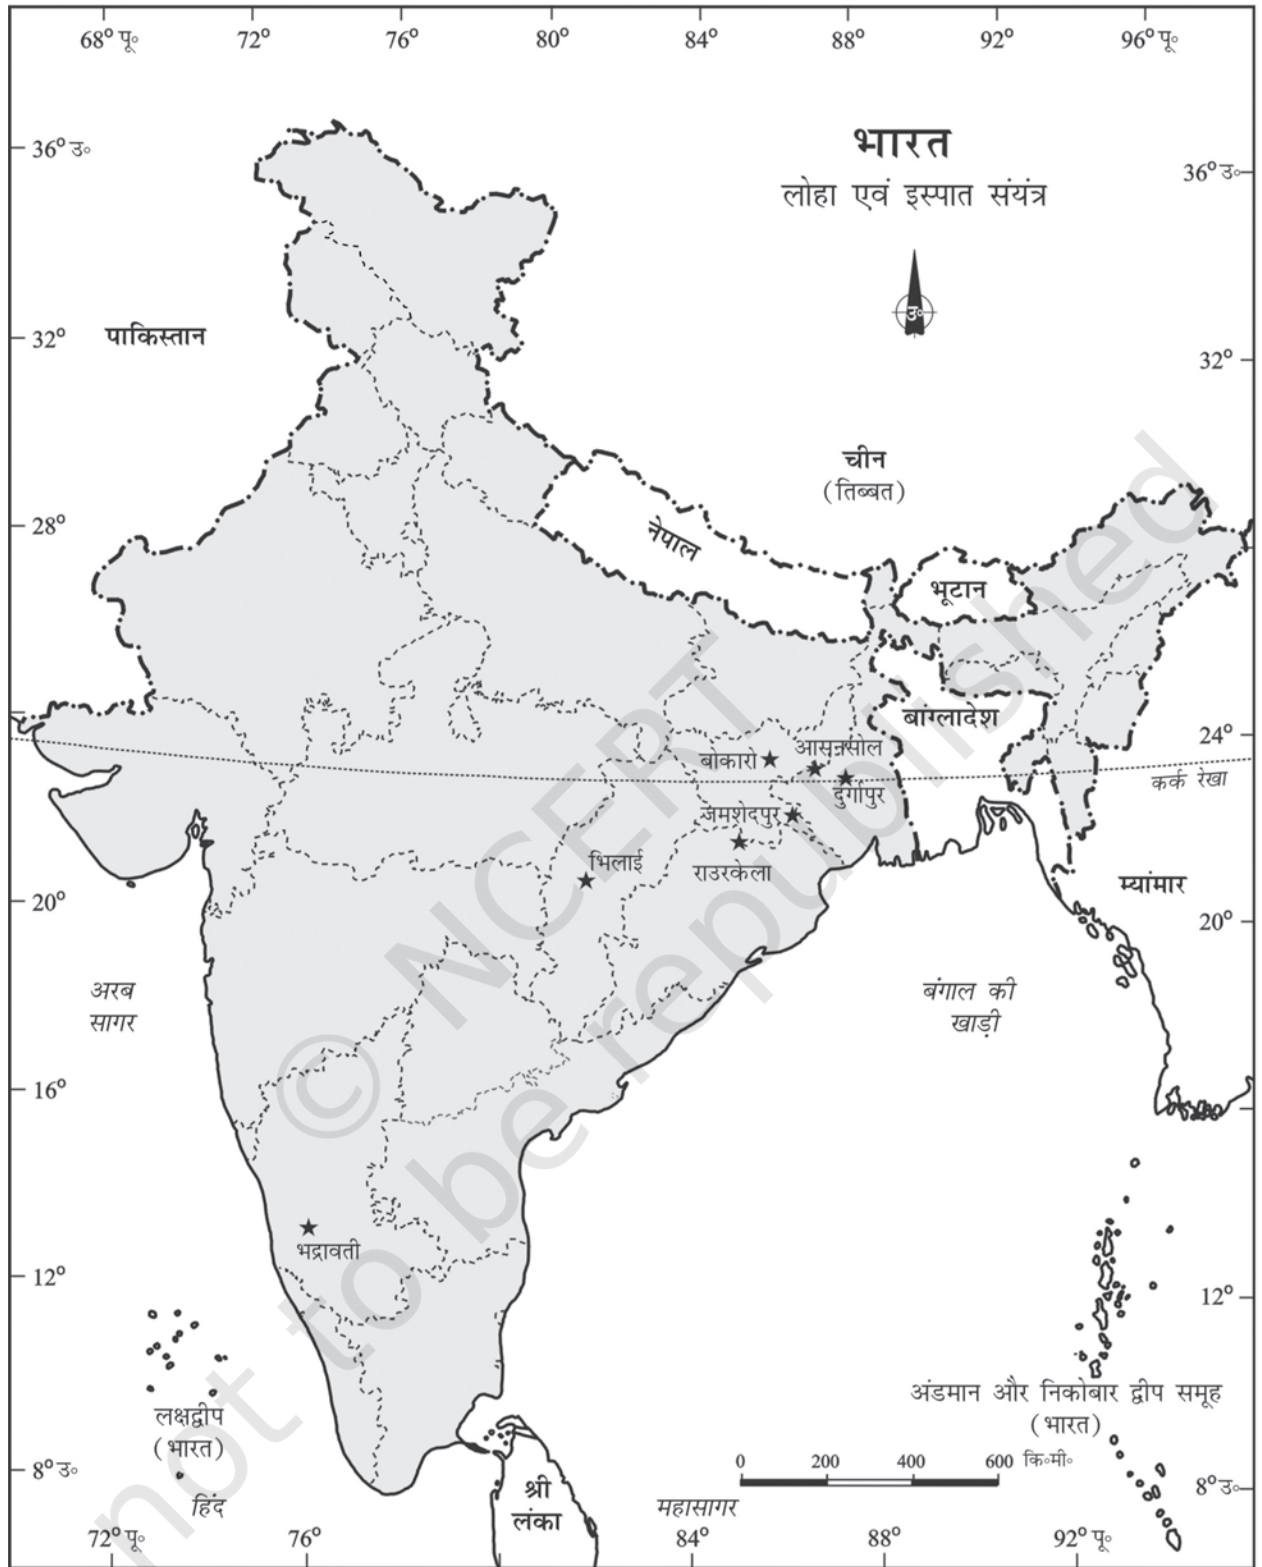 68° पू॰ 72° 76° 80° 84° 88° 92° 96° पू॰
भारत
लोहा एवं इस्पात संयंत्र
36° उ॰
36° उ॰
उ॰
पाकिस्तान
32°
32°
चीन
(तिब्बत)
28°
नेपाल
भूटान
बांग्लादेश
24°
बोकारो
आसनसोल
कर्क रेखा
दुर्गापुर
जमशेदपुर
भिलाई
राउरकेला
म्यांमार
20°
20°
अरब
सागर
बंगाल की
खाड़ी
16°
भद्रावती
12°
12°
लक्षद्वीप
(भारत)
अंडमान और निकोबार द्वीप समूह
(भारत)
8° उ॰
0 200 400 600 कि॰मी॰
8° उ॰
श्री
लंका
हिंद
महासागर
72° पू॰ 76° 84° 88° 92° पू॰
© NCERT
not to be republished